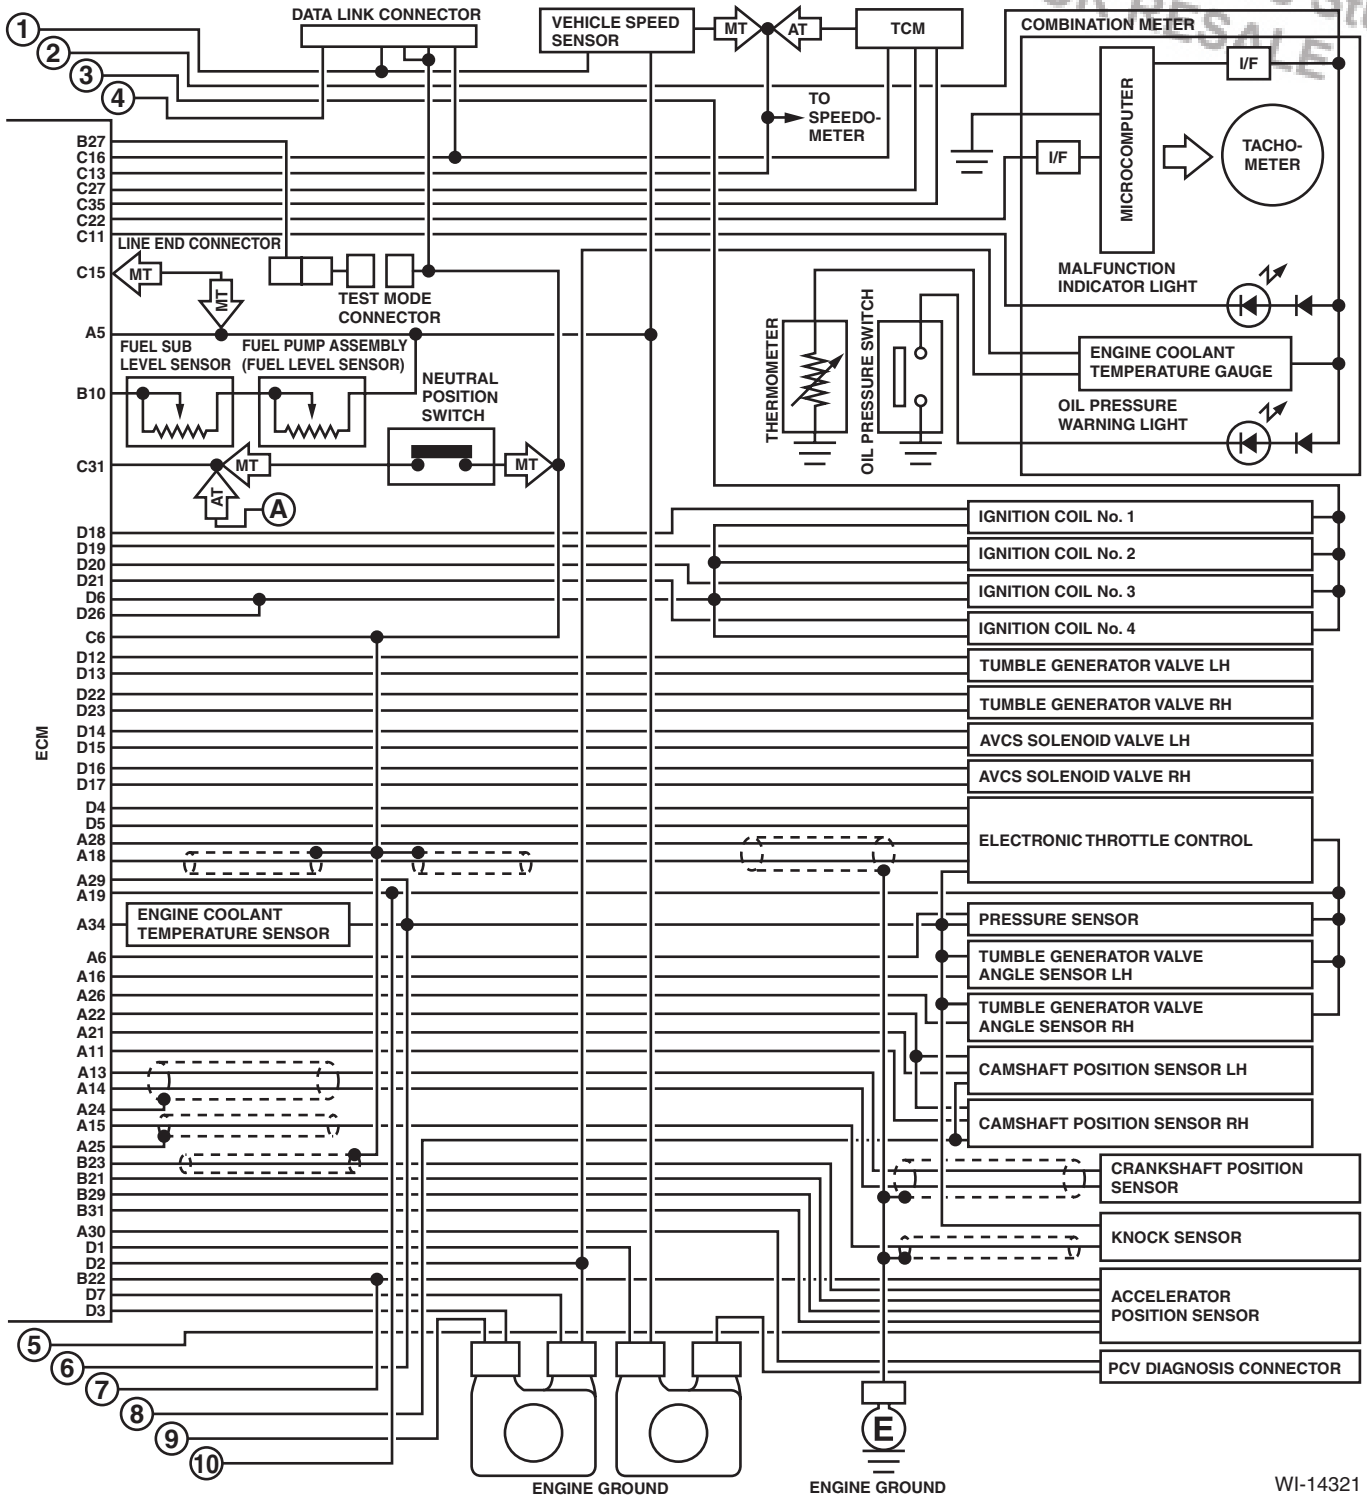 DATA LINK CONNECTOR
VEHICLE SPEED
SENSOR
MT
AT
TCM
COMBINATION METER
RESALE
1
2
3
4
I/F
TO
SPEEDO-
METER
I/F
MICROCOMPUTER
TACHO-
METER
B27
C16
C13
C27
C35
C22
C11
LINE END CONNECTOR
C15
MT
MT
TEST MODE
CONNECTOR
MALFUNCTION
INDICATOR LIGHT
A5
FUEL SUB
LEVEL SENSOR
FUEL PUMP ASSEMBLY
(FUEL LEVEL SENSOR)
THERMOMETER
OIL PRESSURE SWITCH
ENGINE COOLANT
TEMPERATURE GAUGE
B10
NEUTRAL
POSITION
SWITCH
OIL PRESSURE
WARNING LIGHT
C31
MT
MT
AT
A
D18
D19
D20
D21
D6
D26
C6
D12
D13
D22
D23
D14
D15
D16
D17
D4
D5
A28
A18
A29
A19
A34
A6
A16
A26
A22
A21
A11
A13
A14
A24
A15
A25
B23
B21
B29
B31
A30
D1
D2
B22
D7
D3
ECM
ENGINE COOLANT
TEMPERATURE SENSOR
IGNITION COIL No. 1
IGNITION COIL No. 2
IGNITION COIL No. 3
IGNITION COIL No. 4
TUMBLE GENERATOR VALVE LH
TUMBLE GENERATOR VALVE RH
AVCS SOLENOID VALVE LH
AVCS SOLENOID VALVE RH
ELECTRONIC THROTTLE CONTROL
PRESSURE SENSOR
TUMBLE GENERATOR VALVE
ANGLE SENSOR LH
TUMBLE GENERATOR VALVE
ANGLE SENSOR RH
CAMSHAFT POSITION SENSOR LH
CAMSHAFT POSITION SENSOR RH
CRANKSHAFT POSITION
SENSOR
KNOCK SENSOR
ACCELERATOR
POSITION SENSOR
PCV DIAGNOSIS CONNECTOR
5
6
7
8
9
10
E
ENGINE GROUND
ENGINE GROUND
WI-14321